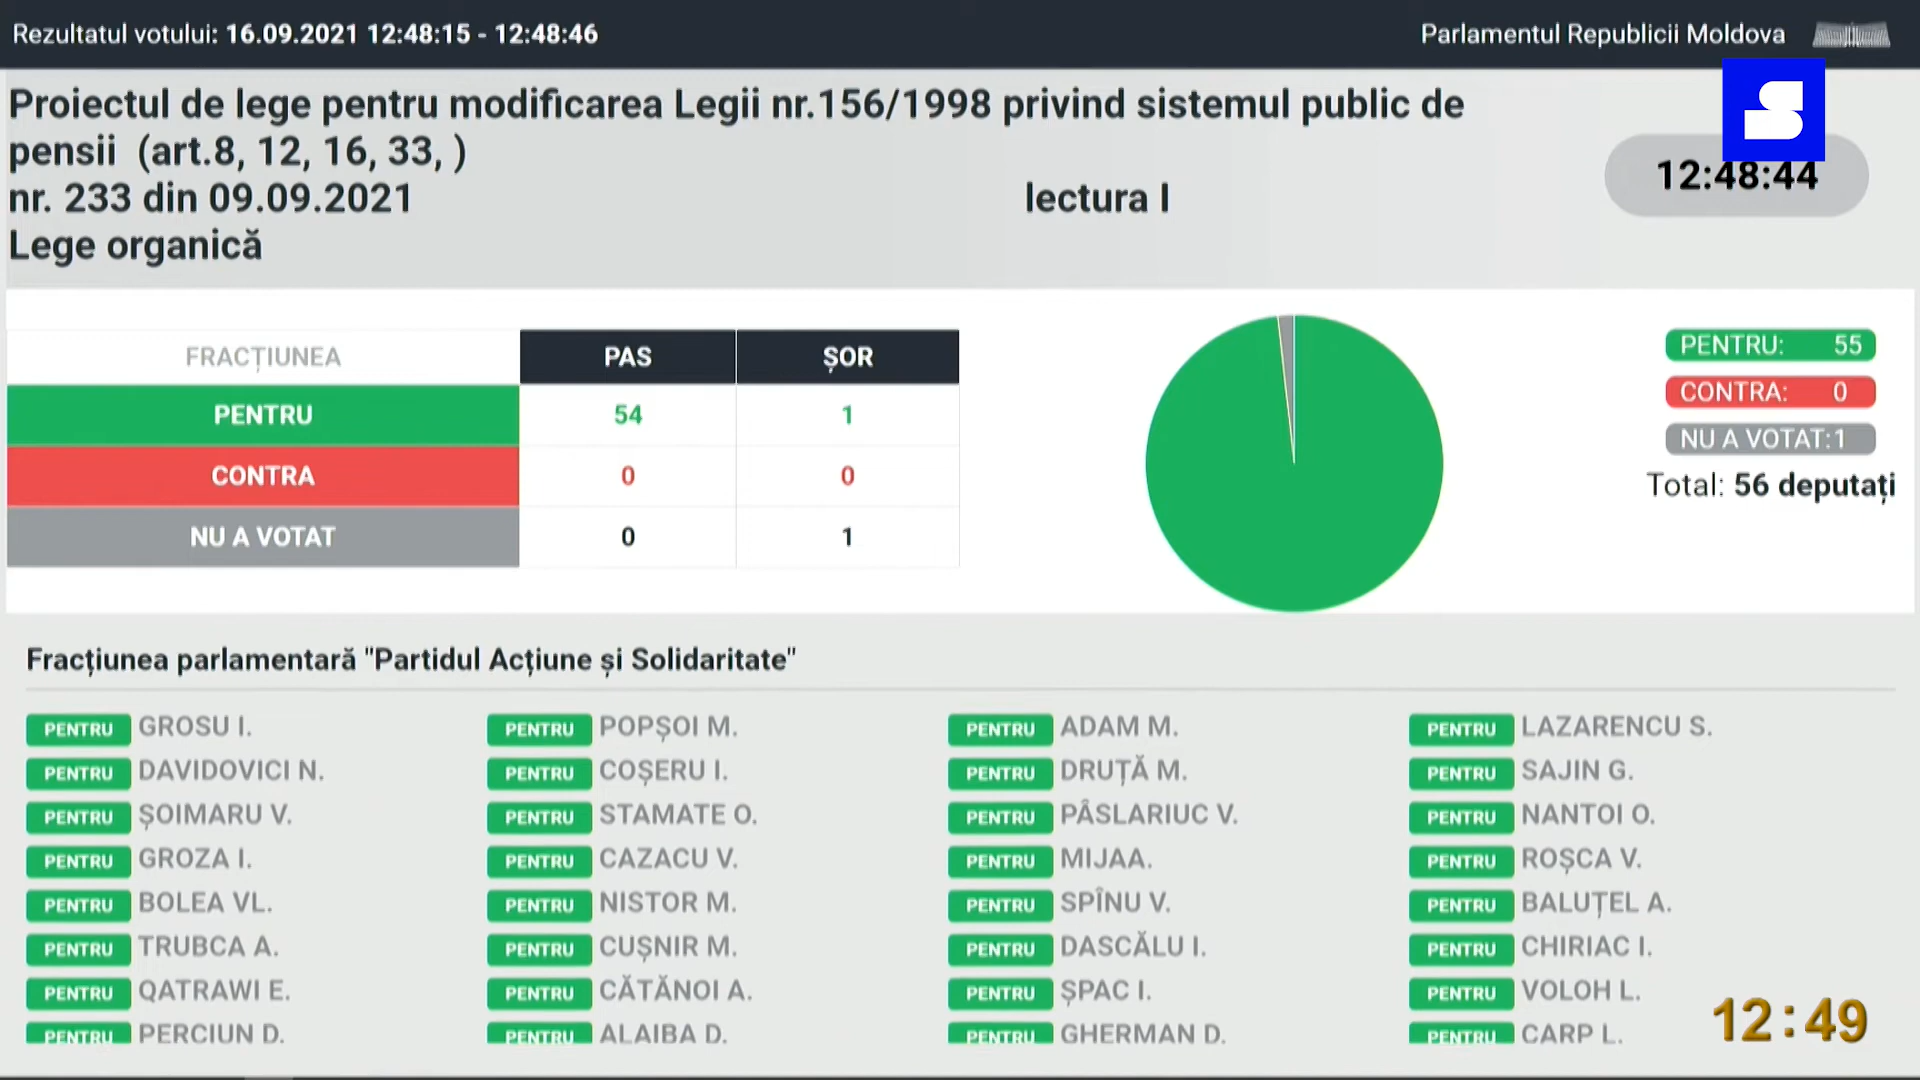 Rezultatul votului: 16.09.2021 12:48:15 - 12:48:46
Parlamentul Republicii Moldova
Proiectul de lege pentru modificarea Legii nr.156/1998 privind sistemul public de
pensii (art.8, 12, 16, 33, )
nr. 233 din 09.09.2021 lectura I
Lege organică
12:48:44
FRACȚIUNEA PAS ȘOR
PENTRU 54 1
CONTRA 0 0
NU A VOTAT 0 1
PENTRU: 55
CONTRA: 0
NU A VOTAT:1
Total: 56 deputați
Fracțiunea parlamentară "Partidul Acțiune și Solidaritate"
PENTRU GROSU I. PENTRU POPȘOI M. PENTRU ADAM M. PENTRU LAZARENCU S.
PENTRU DAVIDOVICI N. PENTRU COȘERU I. PENTRU DRUȚĂ M. PENTRU SAJIN G.
PENTRU ȘOIMARU V. PENTRU STAMATE O. PENTRU PÂSLARIUC V. PENTRU NANTOI O.
PENTRU GROZA I. PENTRU CAZACU V. PENTRU MIJAA. PENTRU ROȘCA V.
PENTRU BOLEA VL. PENTRU NISTOR M. PENTRU SPÎNU V. PENTRU BALUȚEL A.
PENTRU TRUBCA A. PENTRU CUȘNIR M. PENTRU DASCĂLU I. PENTRU CHIRIAC I.
PENTRU QATRAWI E. PENTRU CĂTĂNOI A. PENTRU ȘPAC I. PENTRU VOLOH L.
PENTRU PERCIUN D. PENTRU ALAIBA D. PENTRU GHERMAN D. PENTRU CARP L.
12:49